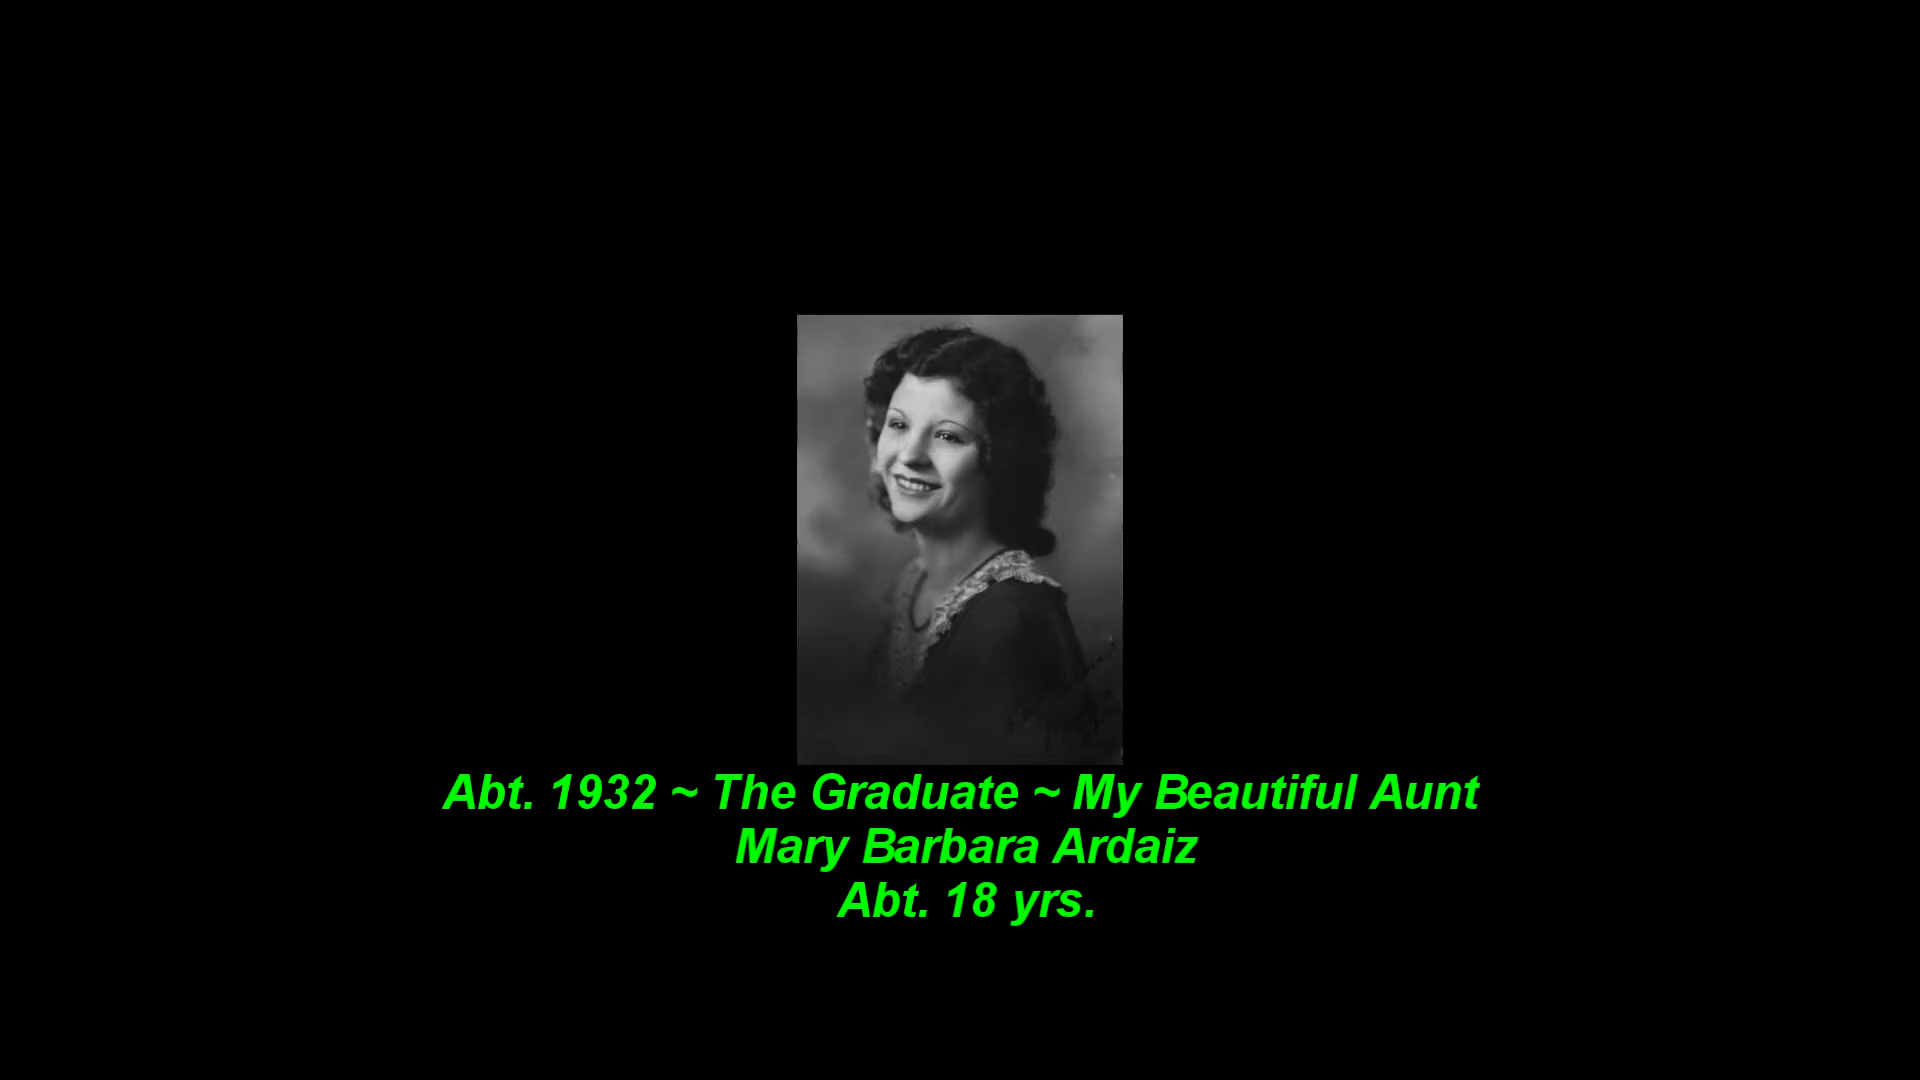 Abt. 1932 ~ The Graduate ~ My Beautiful Aunt
Mary Barbara Ardaiz
Abt. 18 yrs.